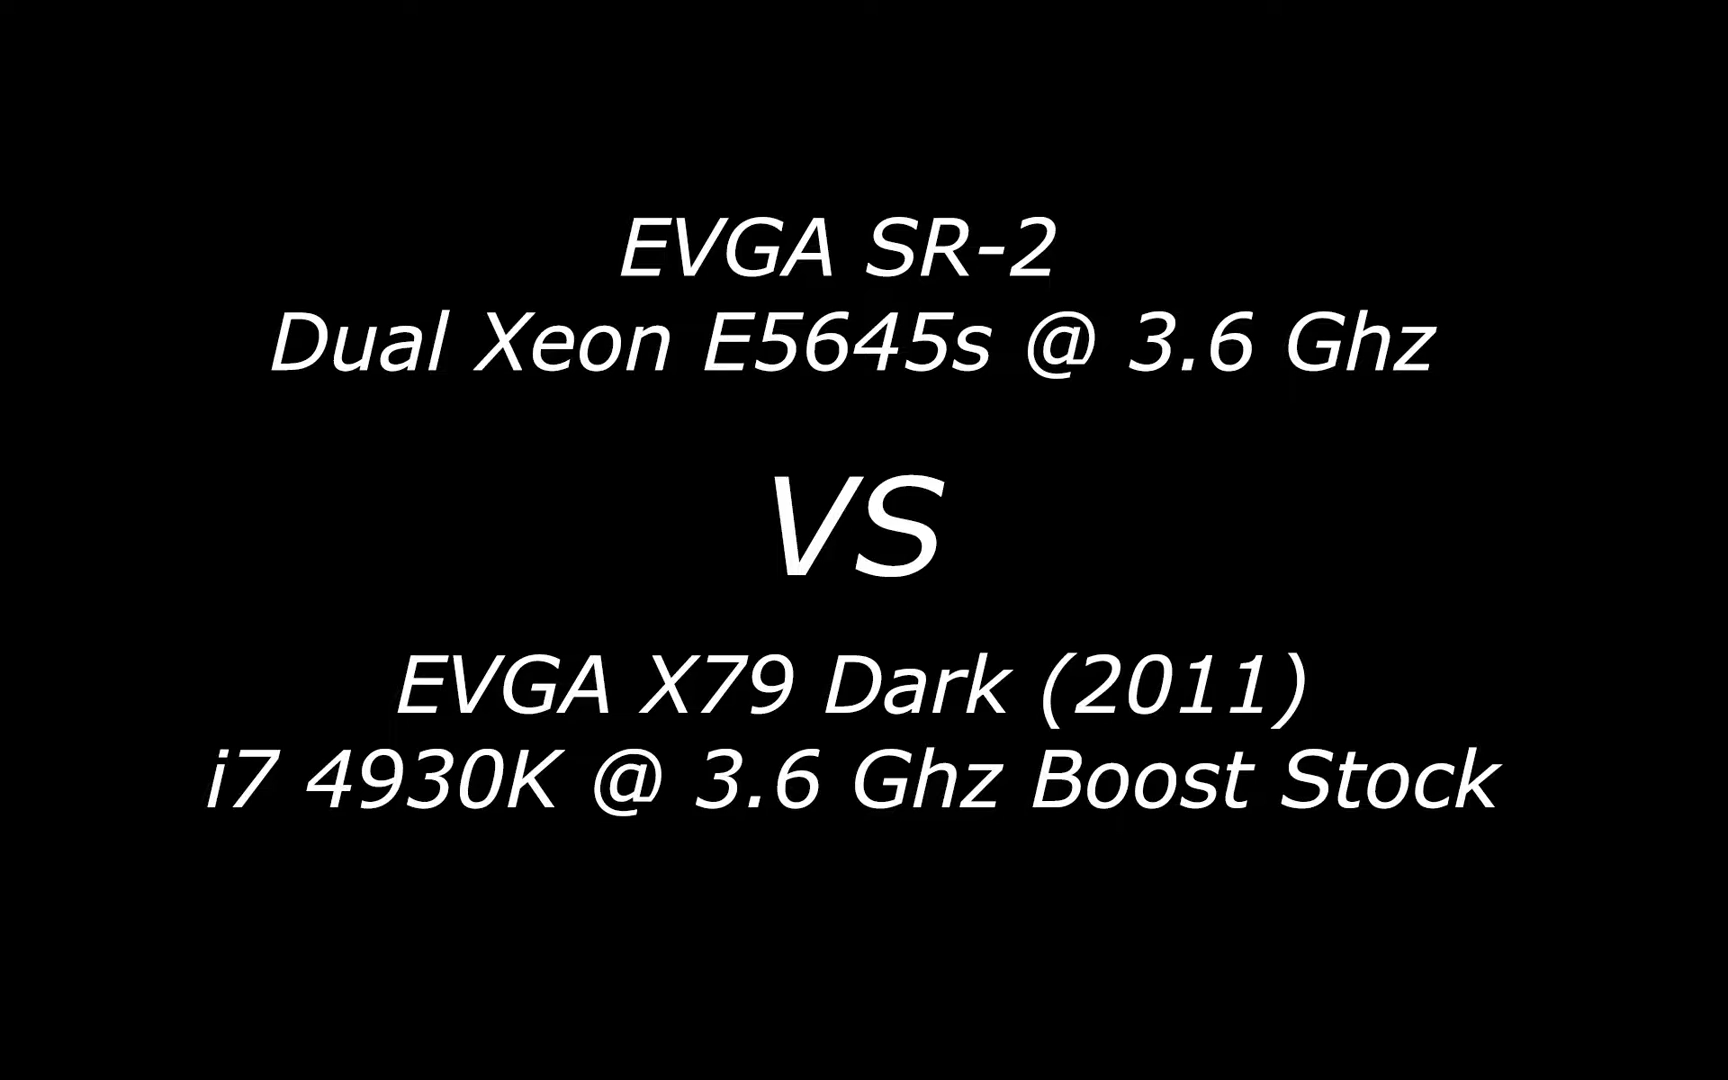 EVGA SR-2
Dual Xeon E5645s @ 3.6 Ghz
VS
EVGA X79 Dark (2011)
i7 4930K @ 3.6 Ghz Boost Stock